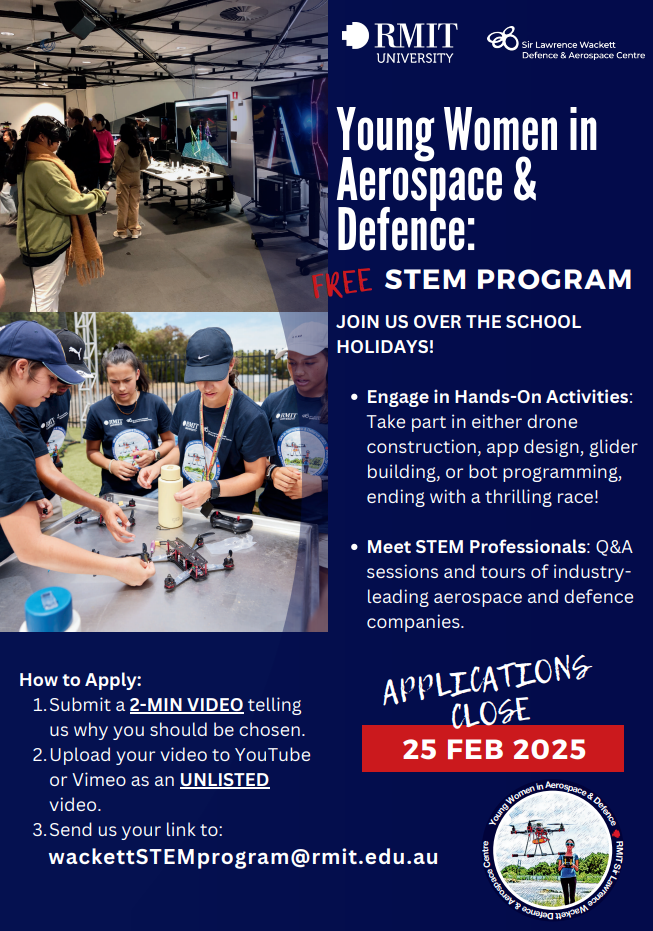 RMIT
UNIVERSITY
Sir Lawrence Wackett
Defence & Aerospace Centre
Young Women in
Aerospace &
Defence:
FREE STEM PROGRAM
JOIN US OVER THE SCHOOL
HOLIDAYS!
• Engage in Hands-On Activities:
Take part in either drone
construction, app design, glider
building, or bot programming,
ending with a thrilling race!
• Meet STEM Professionals: Q&A
sessions and tours of industry-
leading aerospace and defence
companies.
How to Apply:
1. Submit a 2-MIN VIDEO telling
us why you should be chosen.
2. Upload your video to YouTube
or Vimeo as an UNLISTED
video.
3. Send us your link to:
wackettSTEMprogram@rmit.edu.au
APPLICATIONS
CLOSE
25 FEB 2025
Young Women in Aerospace & Defence
RMIT Sir Lawrence Wackett Defence & Aerospace Centre